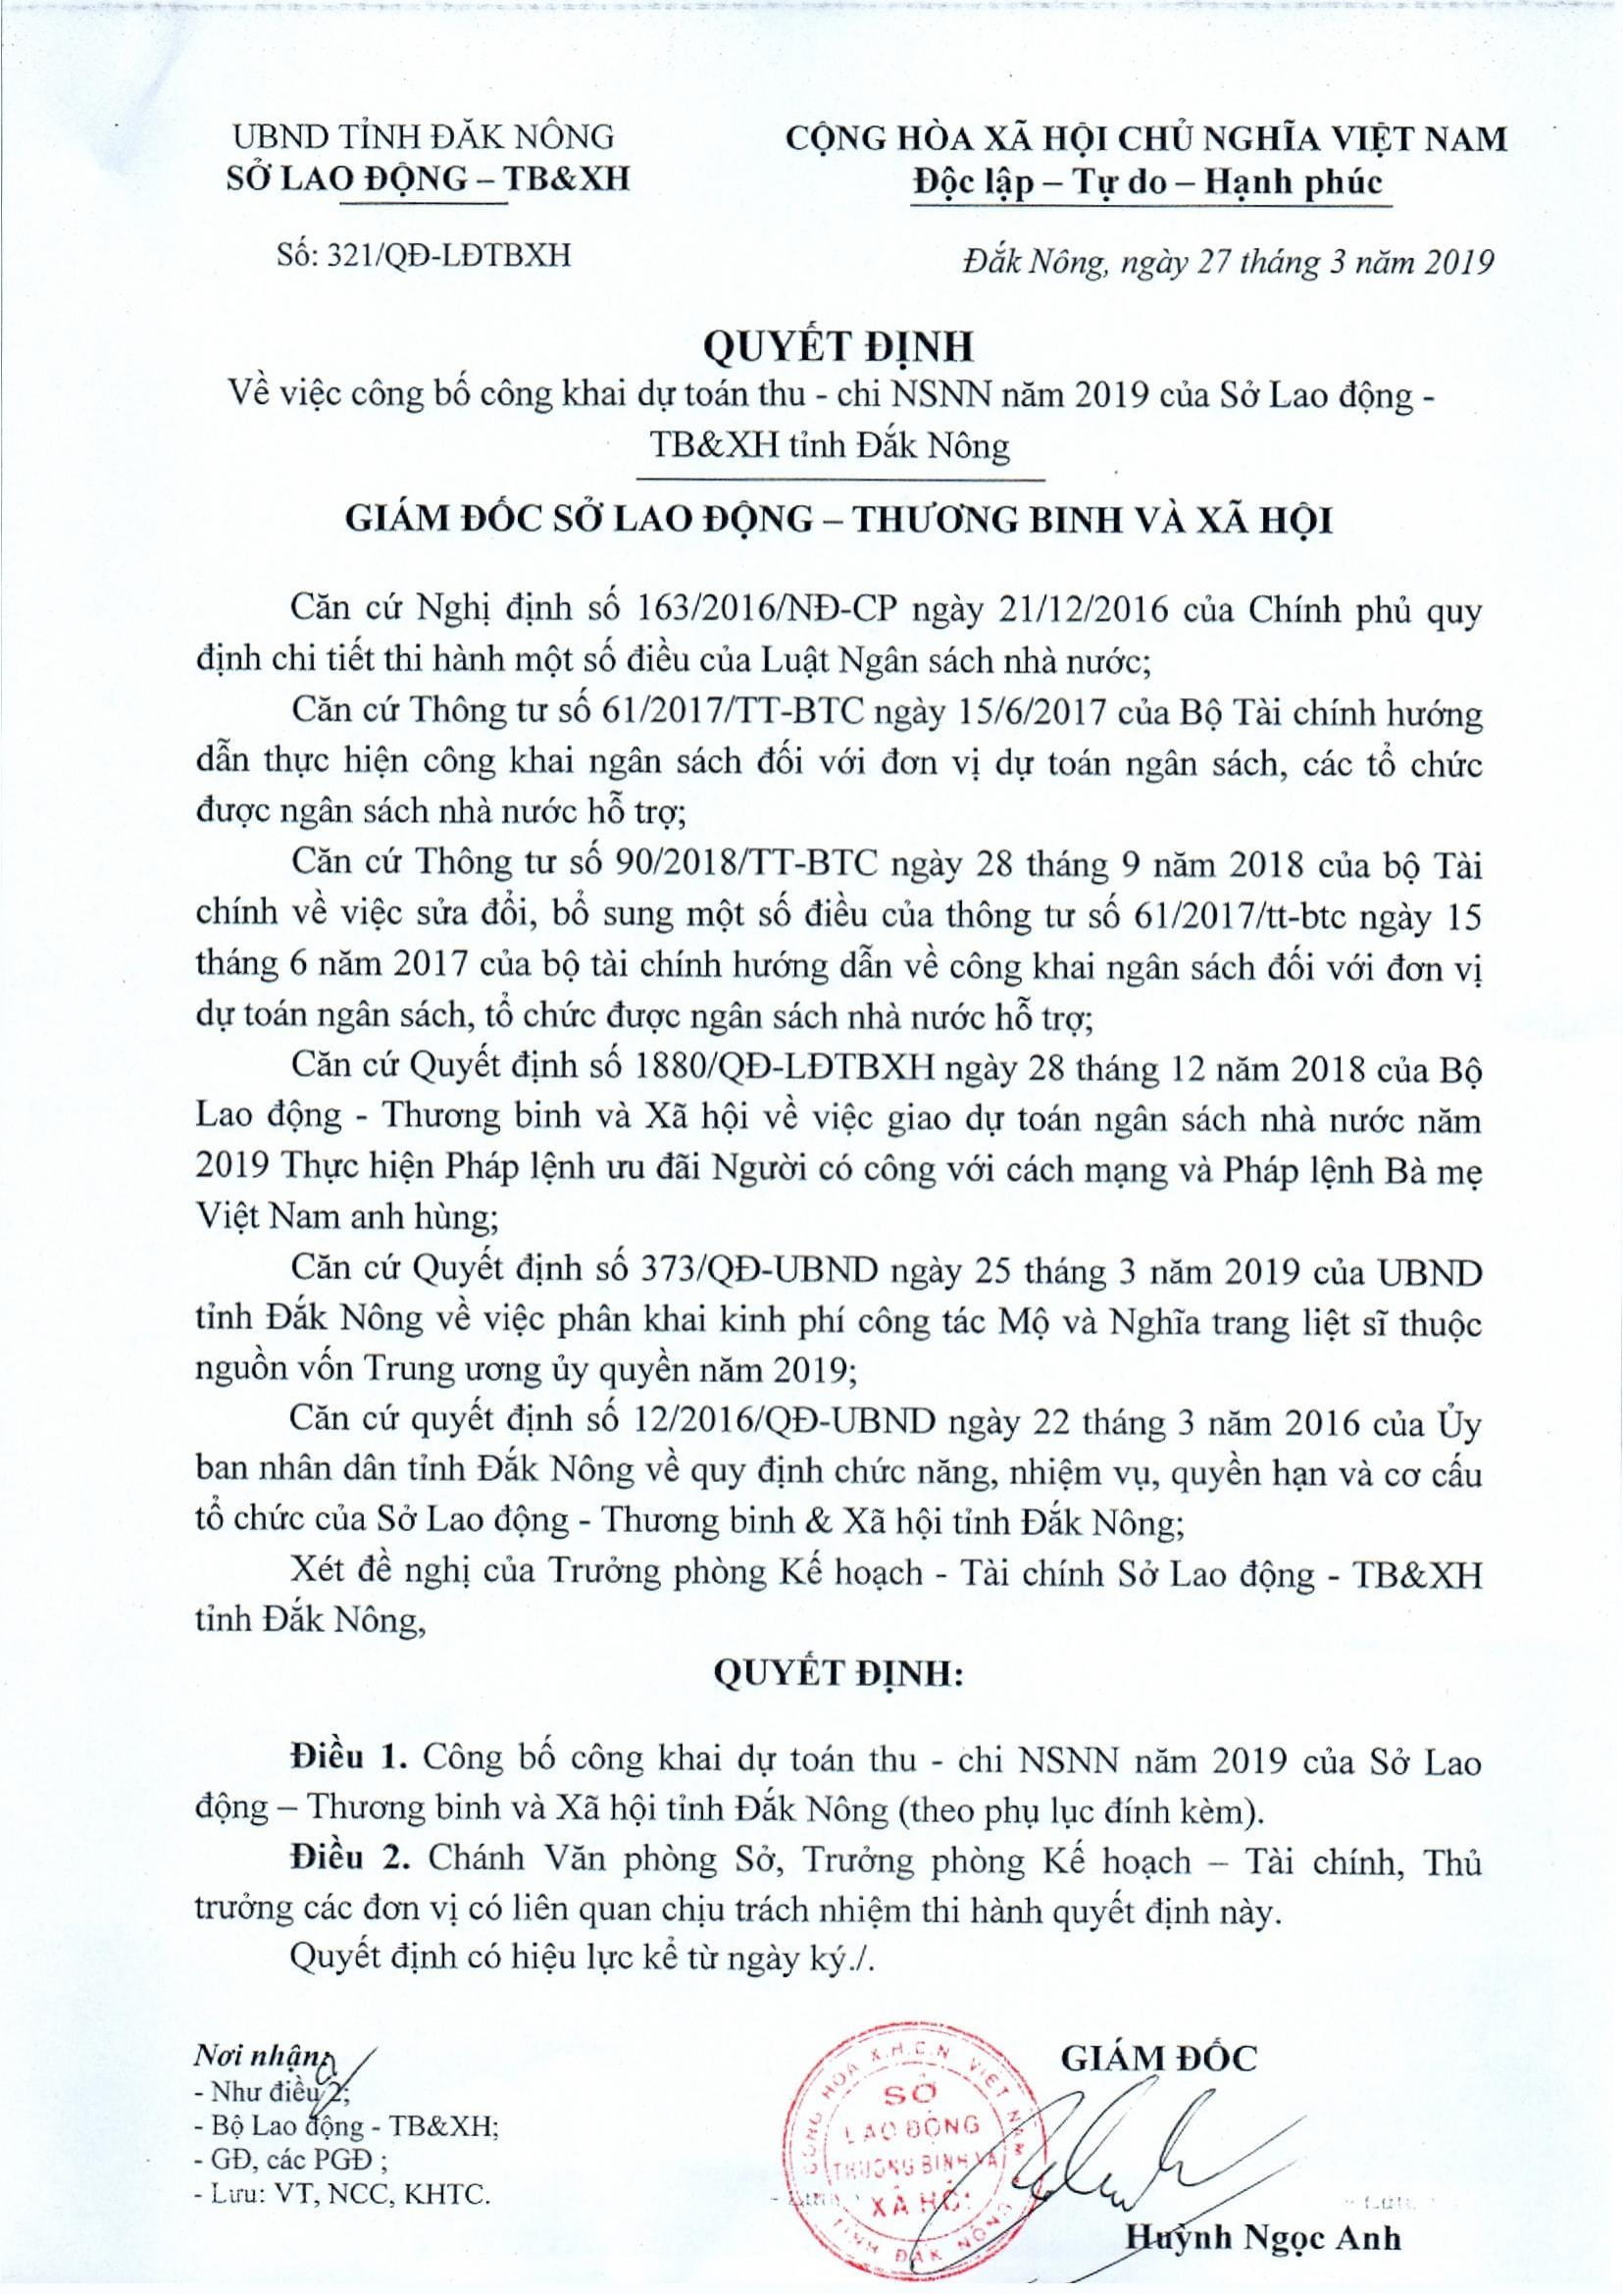 UBND TỈNH ĐĂK NÔNG
SỞ LAO ĐỘNG – TB&XH
Số: 321/QĐ-LĐTBXH
CỘNG HÒA XÃ HỘI CHỦ NGHĨA VIỆT NAM
Độc lập – Tự do – Hạnh phúc
Đắk Nông, ngày 27 tháng 3 năm 2019
QUYẾT ĐỊNH
Về việc công bố công khai dự toán thu - chi NSNN năm 2019 của Sở Lao động -
TB&XH tỉnh Đắk Nông
GIÁM ĐỐC SỞ LAO ĐỘNG – THƯƠNG BINH VÀ XÃ HỘI
Căn cứ Nghị định số 163/2016/NĐ-CP ngày 21/12/2016 của Chính phủ quy
định chi tiết thi hành một số điều của Luật Ngân sách nhà nước;
Căn cứ Thông tư số 61/2017/TT-BTC ngày 15/6/2017 của Bộ Tài chính hướng
dẫn thực hiện công khai ngân sách đối với đơn vị dự toán ngân sách, các tổ chức
được ngân sách nhà nước hỗ trợ;
Căn cứ Thông tư số 90/2018/TT-BTC ngày 28 tháng 9 năm 2018 của bộ Tài
chính về việc sửa đổi, bổ sung một số điều của thông tư số 61/2017/tt-btc ngày 15
tháng 6 năm 2017 của bộ tài chính hướng dẫn về công khai ngân sách đối với đơn vị
dự toán ngân sách, tổ chức được ngân sách nhà nước hỗ trợ;
Căn cứ Quyết định số 1880/QĐ-LĐTBXH ngày 28 tháng 12 năm 2018 của Bộ
Lao động - Thương binh và Xã hội về việc giao dự toán ngân sách nhà nước năm
2019 Thực hiện Pháp lệnh ưu đãi Người có công với cách mạng và Pháp lệnh Bà mẹ
Việt Nam anh hùng;
Căn cứ Quyết định số 373/QĐ-UBND ngày 25 tháng 3 năm 2019 của UBND
tỉnh Đắk Nông về việc phân khai kinh phí công tác Mộ và Nghĩa trang liệt sĩ thuộc
nguồn vốn Trung ương ủy quyền năm 2019;
Căn cứ quyết định số 12/2016/QĐ-UBND ngày 22 tháng 3 năm 2016 của Ủy
ban nhân dân tỉnh Đắk Nông về quy định chức năng, nhiệm vụ, quyền hạn và cơ cấu
tổ chức của Sở Lao động - Thương binh & Xã hội tỉnh Đắk Nông;
Xét đề nghị của Trưởng phòng Kế hoạch - Tài chính Sở Lao động - TB&XH
tỉnh Đắk Nông,
QUYẾT ĐỊNH:
Điều 1. Công bố công khai dự toán thu - chi NSNN năm 2019 của Sở Lao
động – Thương binh và Xã hội tỉnh Đắk Nông (theo phụ lục đính kèm).
Điều 2. Chánh Văn phòng Sở, Trưởng phòng Kế hoạch – Tài chính, Thủ
trưởng các đơn vị có liên quan chịu trách nhiệm thi hành quyết định này.
Quyết định có hiệu lực kể từ ngày ký./.
Nơi nhận
- Như điều 2;
- Bộ Lao động - TB&XH;
- GĐ, các PGĐ ;
- Lưu: VT, NCC, KHTC.
GIÁM ĐỐC
CỘNG HÒA X.H.C.N VIỆT NAM
SỞ
LAO ĐỘNG
THƯƠNG BINH VÀ
XÃ HỘI
TỈNH ĐẮK NÔNG
Huỳnh Ngọc Anh